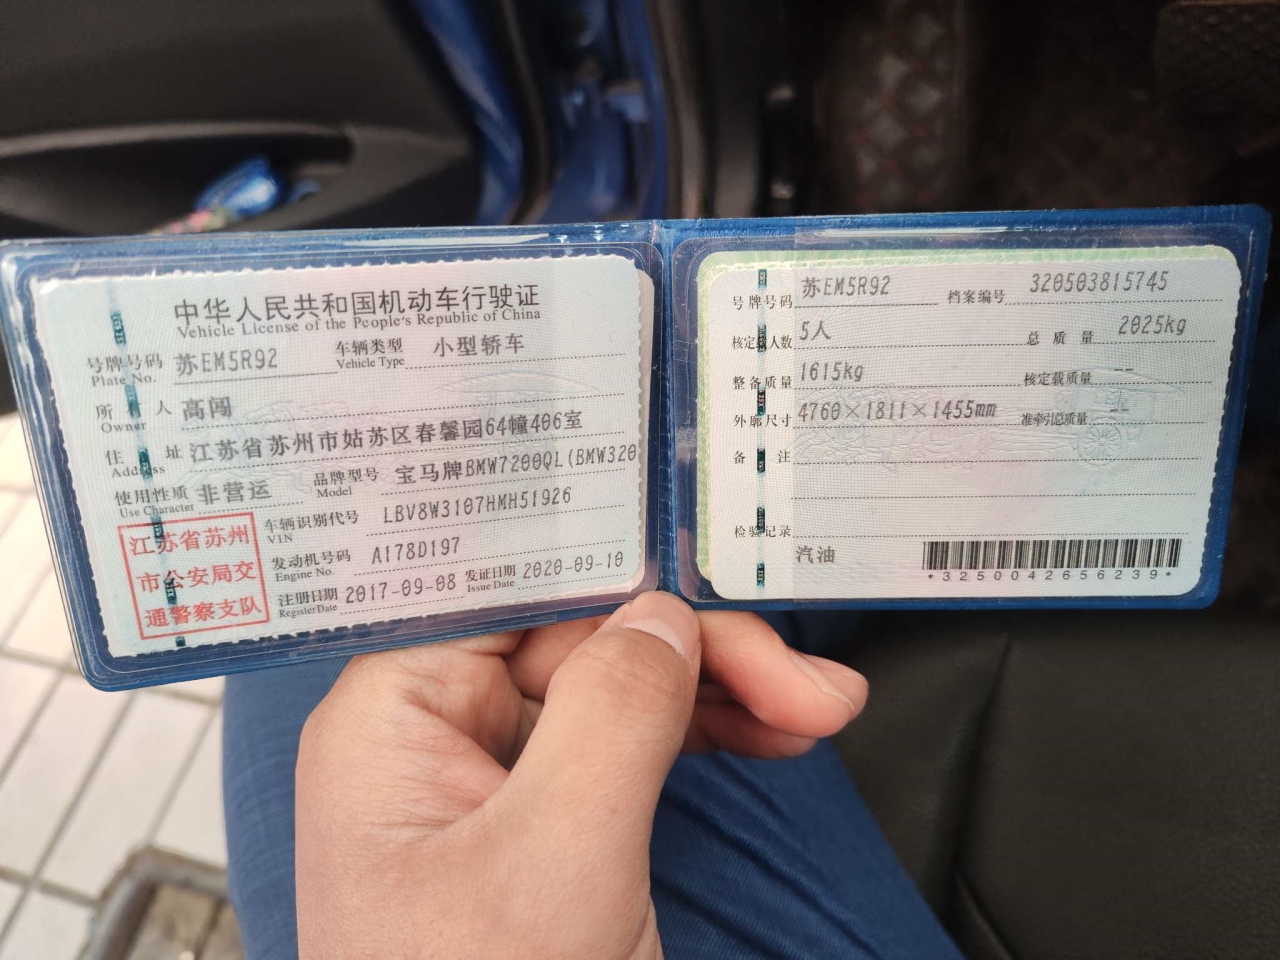 中华人民共和国机动车行驶证
Vehicle License of the People's Republic of China
号牌号码 苏EM5R92 车辆类型 小型轿车
Plate No. Vehicle Type
所有人 高闯
Owner
住址 江苏省苏州市姑苏区春馨园64幢406室
Address
使用性质 非营运 品牌型号 宝马牌BMW7200QL(BMW320
Use Character Model
车辆识别代号 LBV8W3107HMH51926
VIN
发动机号码 A178D197
Engine No.
注册日期 2017-09-08 发证日期 2020-09-10
Register Date Issue Date
江苏省苏州
市公安局交
通警察支队
号牌号码 苏EM5R92 档案编号 320503815745
核定载人数 5人 总质量 2025kg
整备质量 1615kg 核定载质量 --
外廓尺寸 4760×1811×1455mm 准牵引总质量 --
备注
检验记录
汽油
*3250042656239*